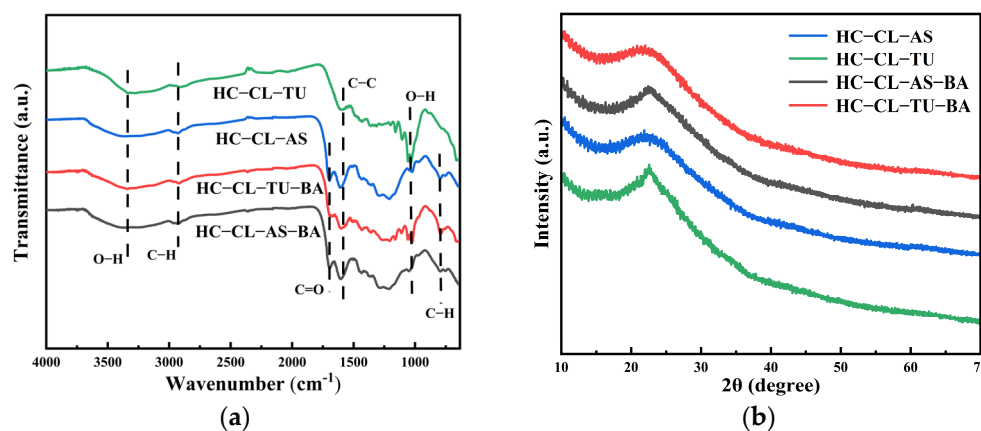 Transmittance (a.u.)
HC−CL−TU
HC−CL−AS
HC−CL−TU−BA
HC−CL−AS−BA
O−H
C−H
C−C
O−H
C=O
C−H
4000 3500 3000 2500 2000 1500 1000
Wavenumber (cm⁻¹)
(a)
Intensity (a.u.)
HC−CL−AS
HC−CL−TU
HC−CL−AS−BA
HC−CL−TU−BA
10 20 30 40 50 60 7
2θ (degree)
(b)